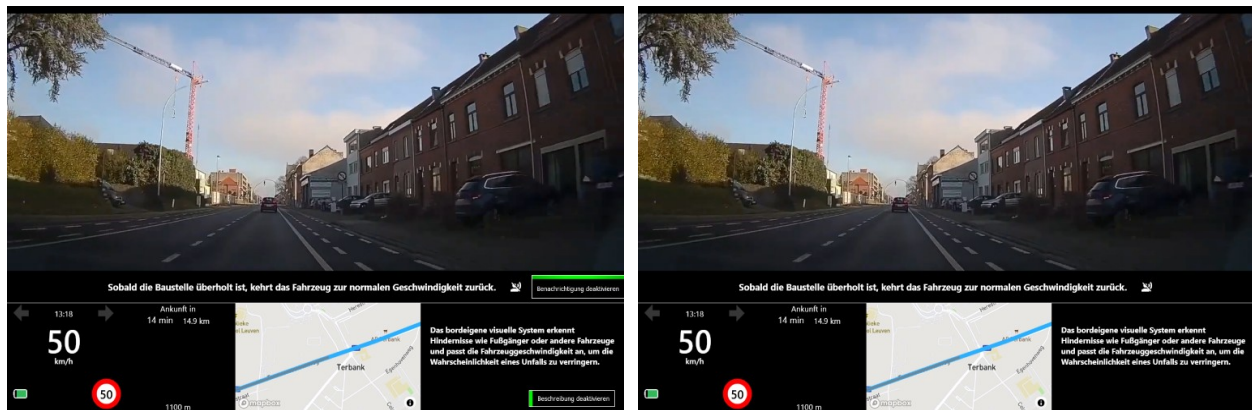 Sobald die Baustelle überholt ist, kehrt das Fahrzeug zur normalen Geschwindigkeit zurück.
Benachrichtigung deaktivieren
13:18
50
km/h
50
Ankunft in
14 min 14.9 km
1100 m
Terbank
mapbox
Das bordeigene visuelle System erkennt
Hindernisse wie Fußgänger oder andere Fahrzeuge
und passt die Fahrzeuggeschwindigkeit an, um die
Wahrscheinlichkeit eines Unfalls zu verringern.
Beschreibung deaktivieren
Sobald die Baustelle überholt ist, kehrt das Fahrzeug zur normalen Geschwindigkeit zurück.
13:18
50
km/h
50
Ankunft in
14 min 14.9 km
1100 m
Terbank
mapbox
Das bordeigene visuelle System erkennt
Hindernisse wie Fußgänger oder andere Fahrzeuge
und passt die Fahrzeuggeschwindigkeit an, um die
Wahrscheinlichkeit eines Unfalls zu verringern.